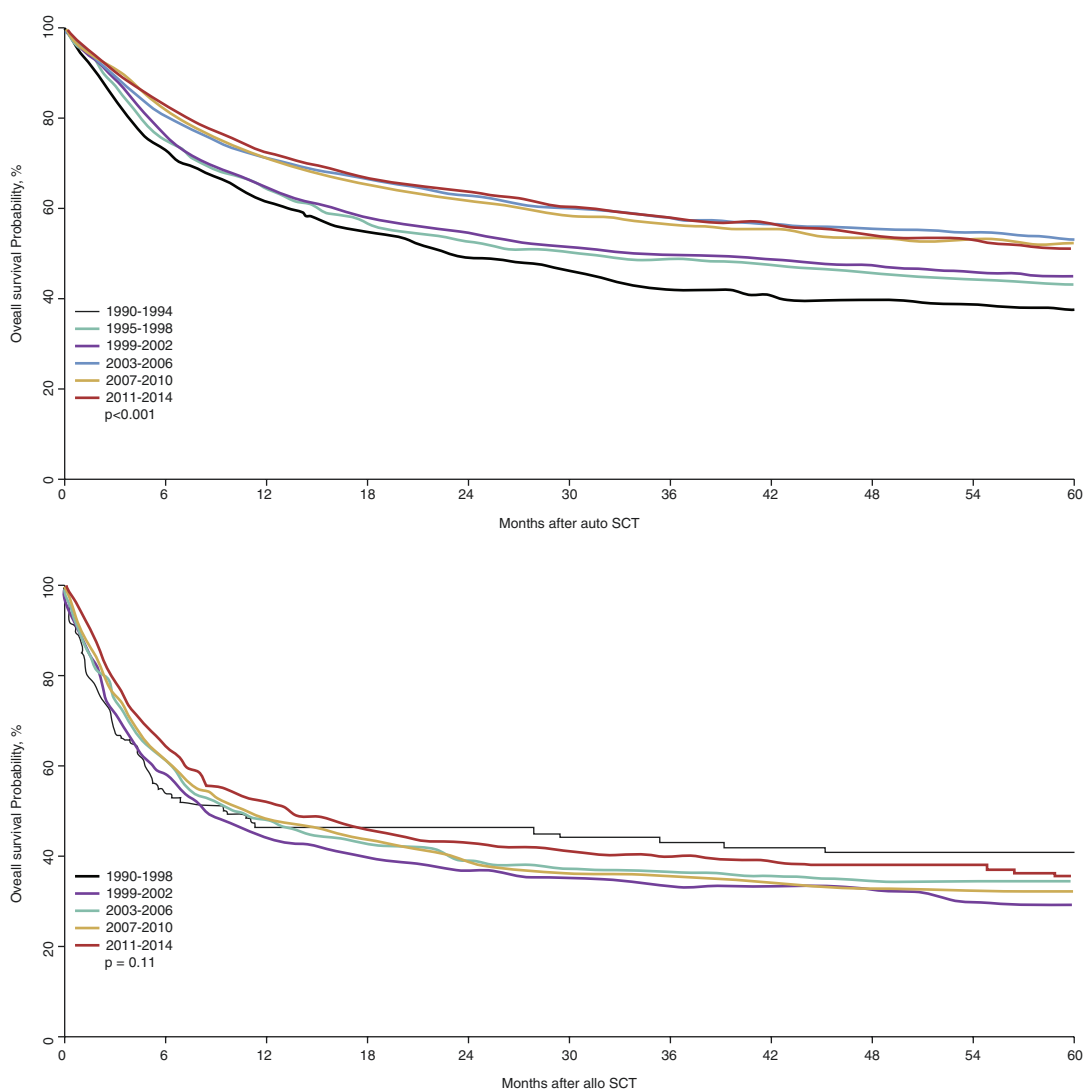 Oveall survival Probability, %
100
80
60
40
20
0
1990-1994
1995-1998
1999-2002
2003-2006
2007-2010
2011-2014
p<0.001
0 6 12 18 24 30 36 42 48 54 60
Months after auto SCT
Overall survival Probability, %
100
80
60
40
20
0
1990-1998
1999-2002
2003-2006
2007-2010
2011-2014
p = 0.11
0 6 12 18 24 30 36 42 48 54 60
Months after allo SCT